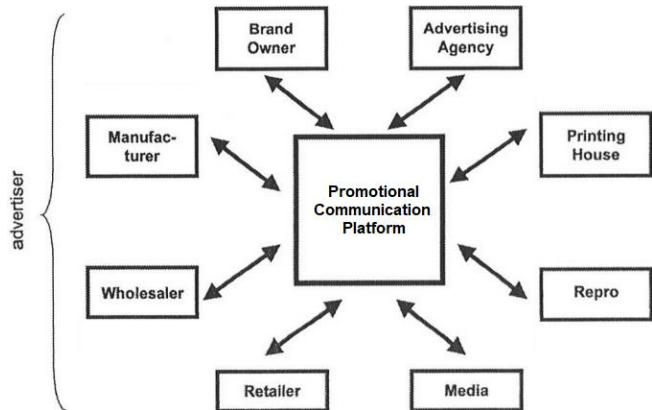 Brand
Owner
Advertising
Agency
Manufac-
turer
Printing
House
Promotional
Communication
Platform
advertiser
Wholesaler
Repro
Retailer
Media